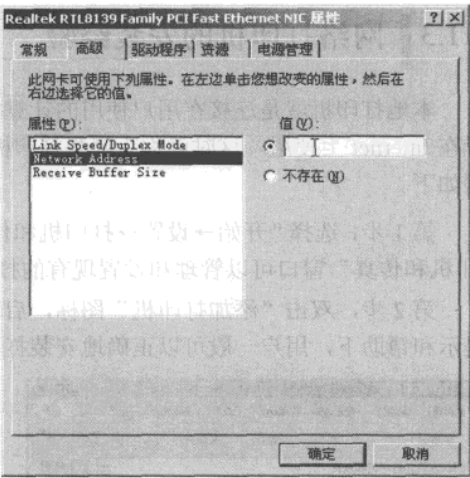 Realtek RTL8139 Family PCI Fast Ethernet NIC 属性
常规 高级 驱动程序 资源 电源管理
此网卡可使用下列属性。在左边单击您想改变的属性，然后在
右边选择它的值。
属性(P):
值(V):
Link Speed/Duplex Mode
Network Address
Receive Buffer Size
不存在(N)
确定 取消